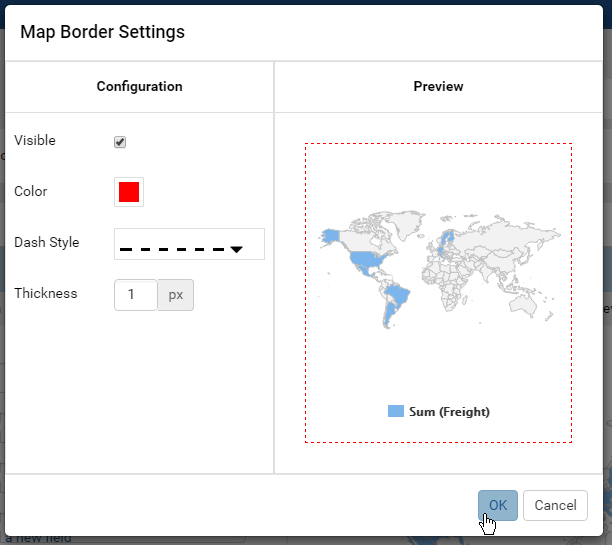 Map Border Settings
Configuration
Preview
Visible
Color
Dash Style
Thickness
1
px
Sum (Freight)
OK
Cancel
a new field